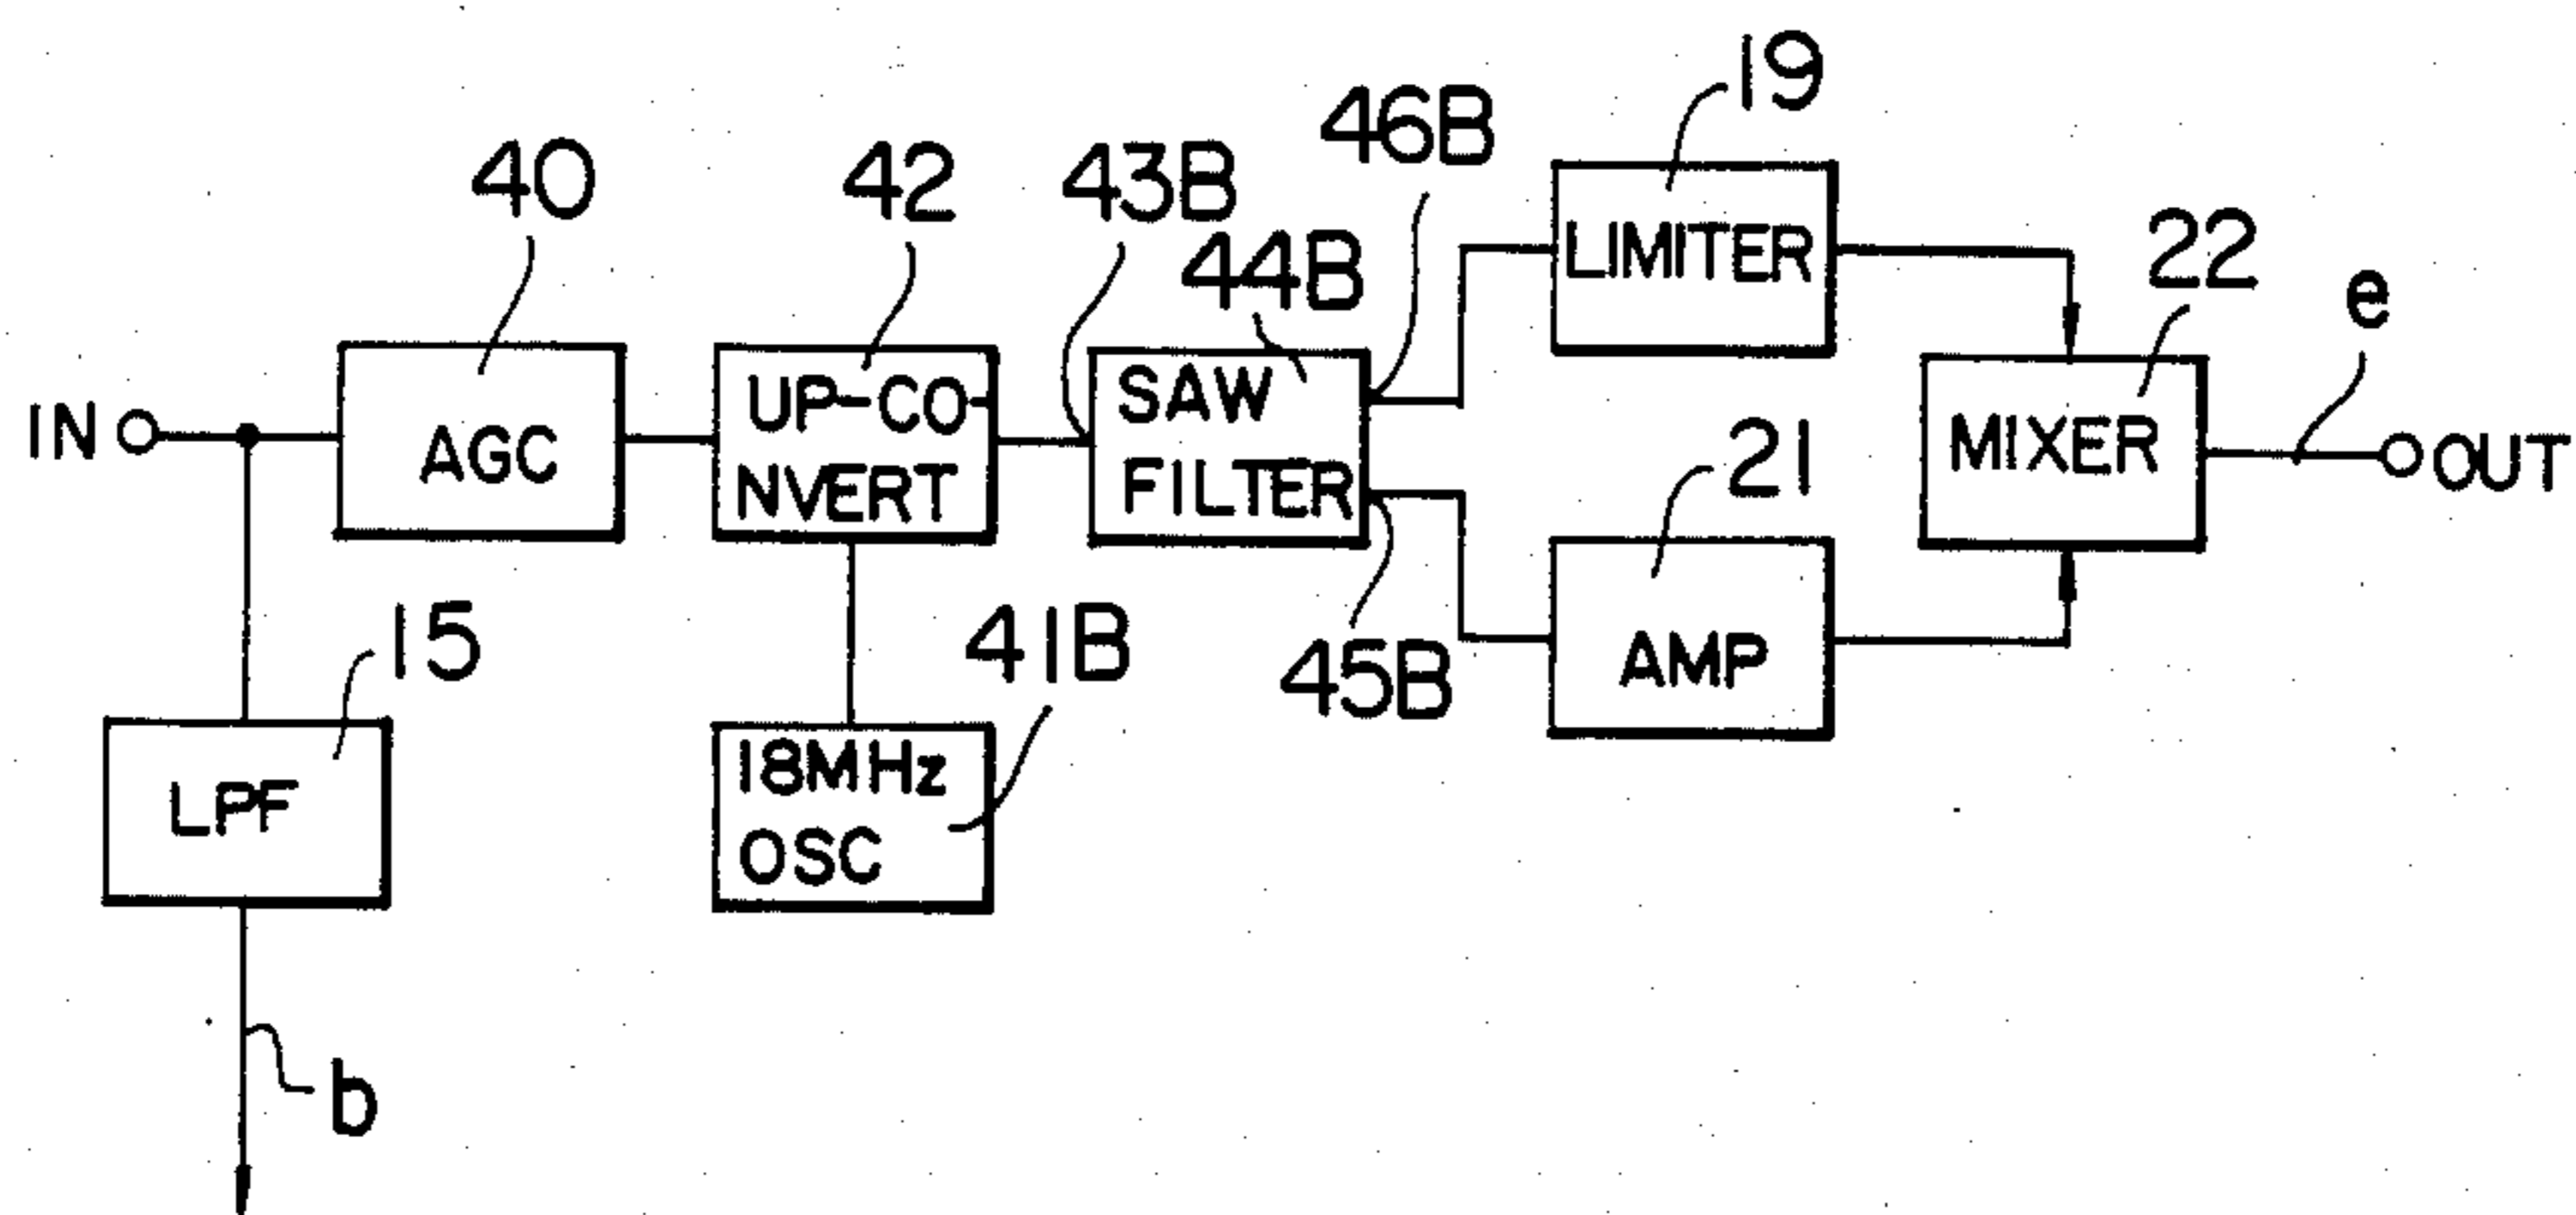 19
46B
40
42
43B
44B
22
LIMITER
e
SAW
FILTER
UP-CO-
NVERT
IN
AGC
MIXER
OUT
21
15
41B
45B
AMP
LPF
18MHz
OSC
b